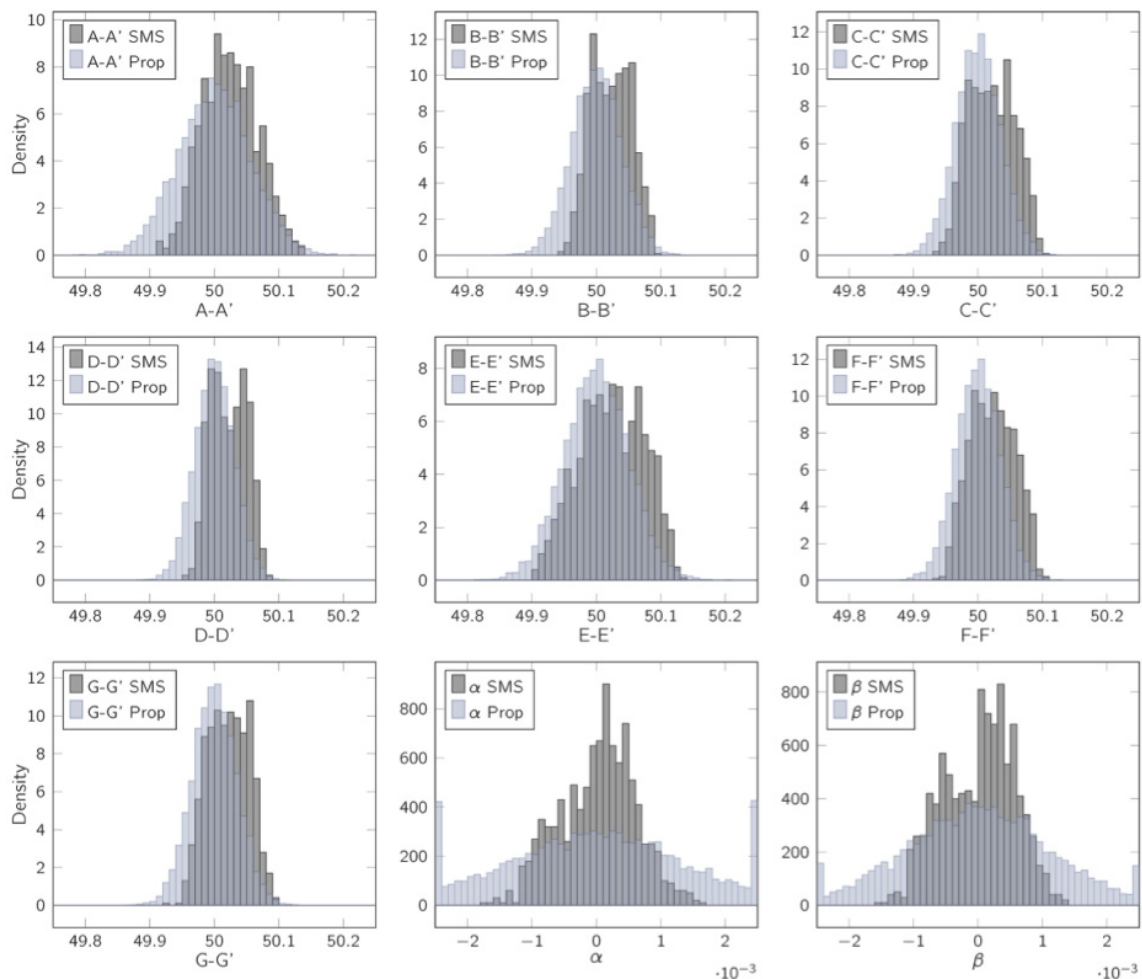 10
8
6
4
2
0
Density
A-A' SMS
A-A' Prop
49.8 49.9 50 50.1 50.2
A-A'
12
10
8
6
4
2
0
B-B' SMS
B-B' Prop
49.8 49.9 50 50.1 50.2
B-B'
12
10
8
6
4
2
0
C-C' SMS
C-C' Prop
49.8 49.9 50 50.1 50.2
C-C'
14
12
10
8
6
4
2
0
Density
D-D' SMS
D-D' Prop
49.8 49.9 50 50.1 50.2
D-D'
8
6
4
2
0
E-E' SMS
E-E' Prop
49.8 49.9 50 50.1 50.2
E-E'
12
10
8
6
4
2
0
F-F' SMS
F-F' Prop
49.8 49.9 50 50.1 50.2
F-F'
12
10
8
6
4
2
0
Density
G-G' SMS
G-G' Prop
49.8 49.9 50 50.1 50.2
G-G'
800
600
400
200
0
α SMS
α Prop
−2 −1 0 1 2
α
·10−3
800
600
400
200
0
β SMS
β Prop
−2 −1 0 1 2
β
·10−3